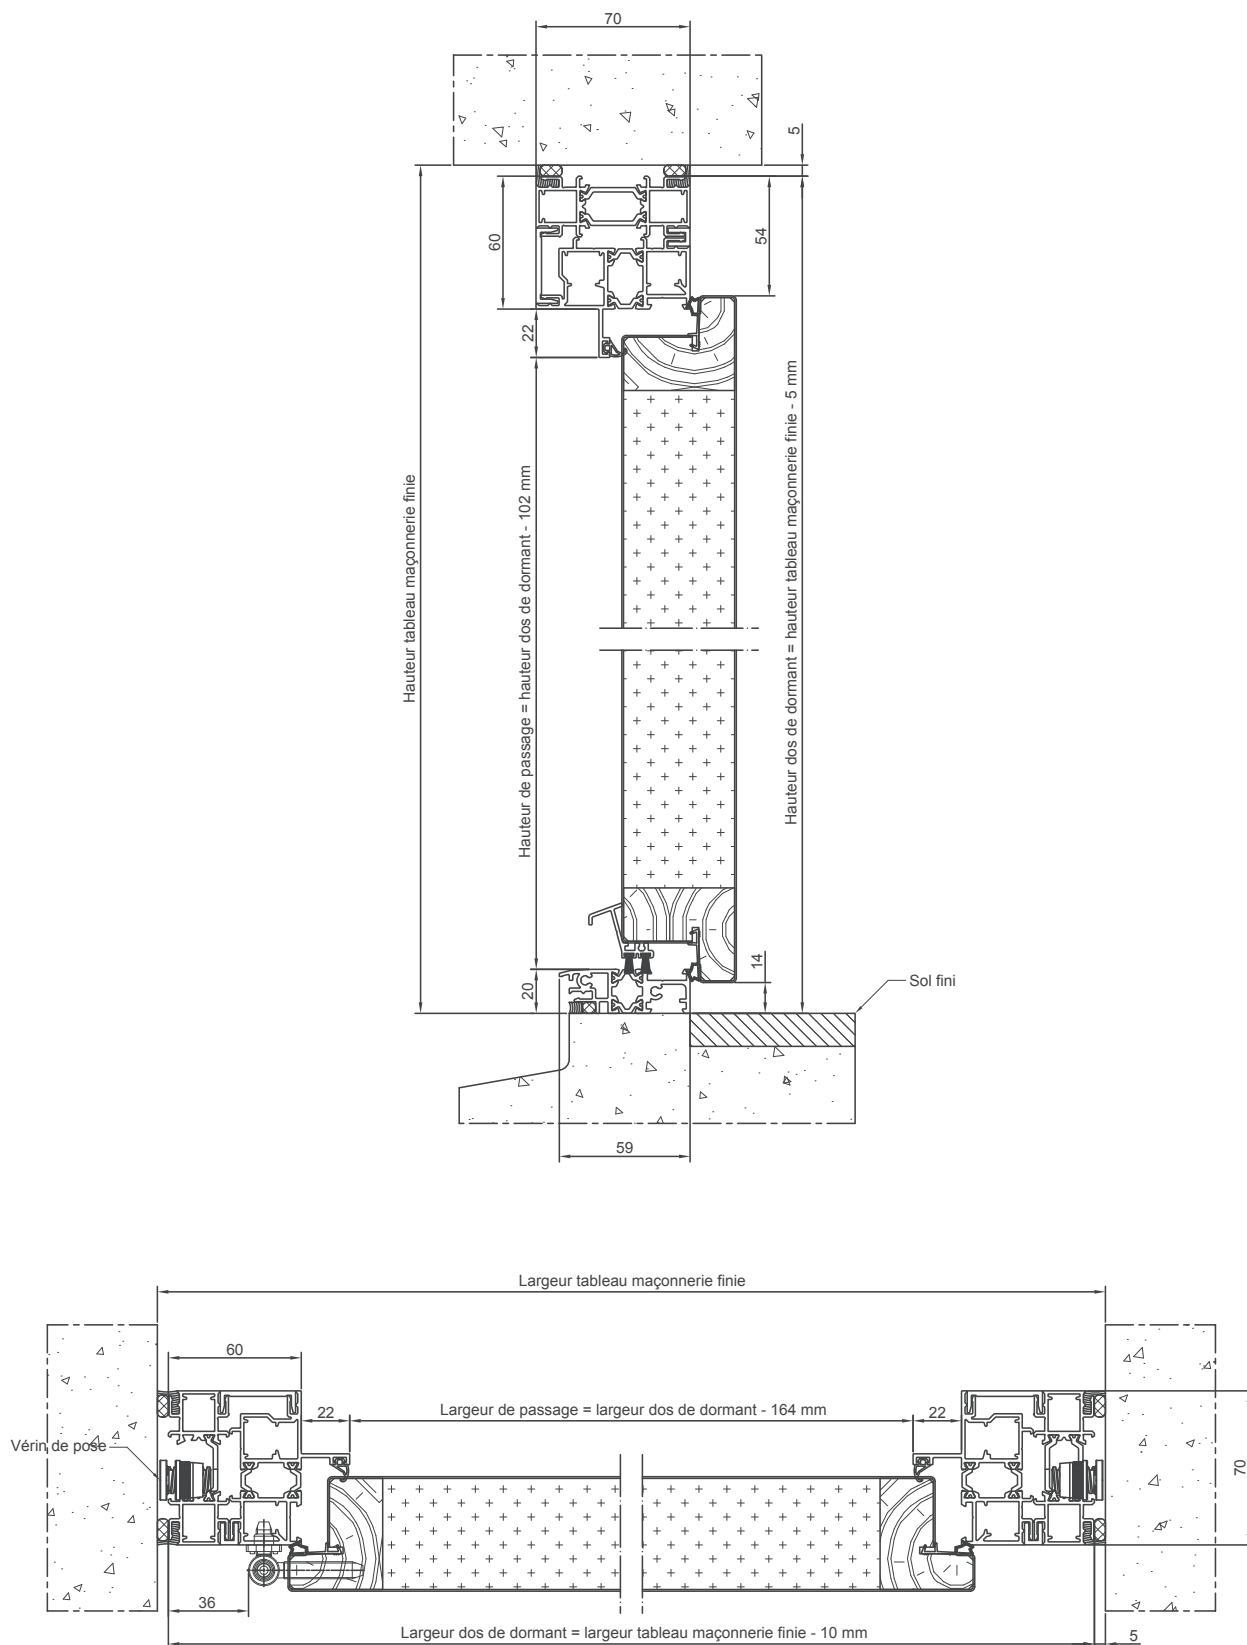 70
5
60
54
22
Hauteur tableau maçonnerie finie
Hauteur de passage = hauteur dos de dormant - 102 mm
Hauteur dos de dormant = hauteur tableau maçonnerie finie - 5 mm
14
20
Sol fini
59
Largeur tableau maçonnerie finie
60
22
Largeur de passage = largeur dos de dormant - 164 mm
22
Vérin de pose
70
36
Largeur dos de dormant = largeur tableau maçonnerie finie - 10 mm
5